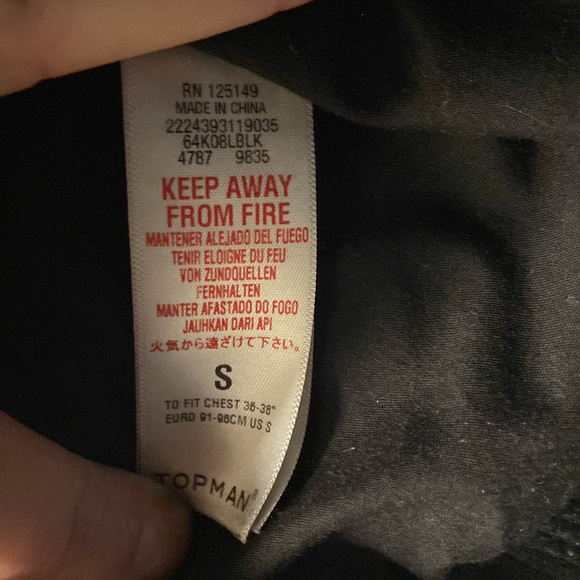 RN 125149
MADE IN CHINA
2224393119035
64K08LBLK
4787 9835
KEEP AWAY
FROM FIRE
MANTENER ALEJADO DEL FUEGO
TENIR ELOIGNE DU FEU
VON ZUNDQUELLEN
FERNHALTEN
MANTER AFASTADO DO FOGO
JAUHKAN DARI API
火気から遠ざけて下さい。
S
TO FIT CHEST 36-38"
EURO 91-96CM US S
TOPMAN